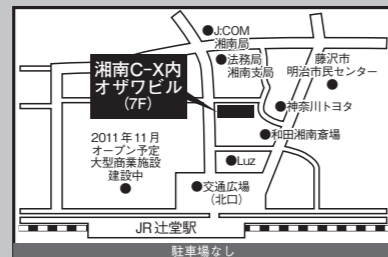 J:COM
湘南局
法務局
湘南支局
藤沢市
明治市民センター
湘南C-X内
オザワビル
(7F)
神奈川トヨタ
和田湘南斎場
2011年11月
オープン予定
大型商業施設
建設中
Luz
交通広場
(北口)
JR辻堂駅
駐車場なし